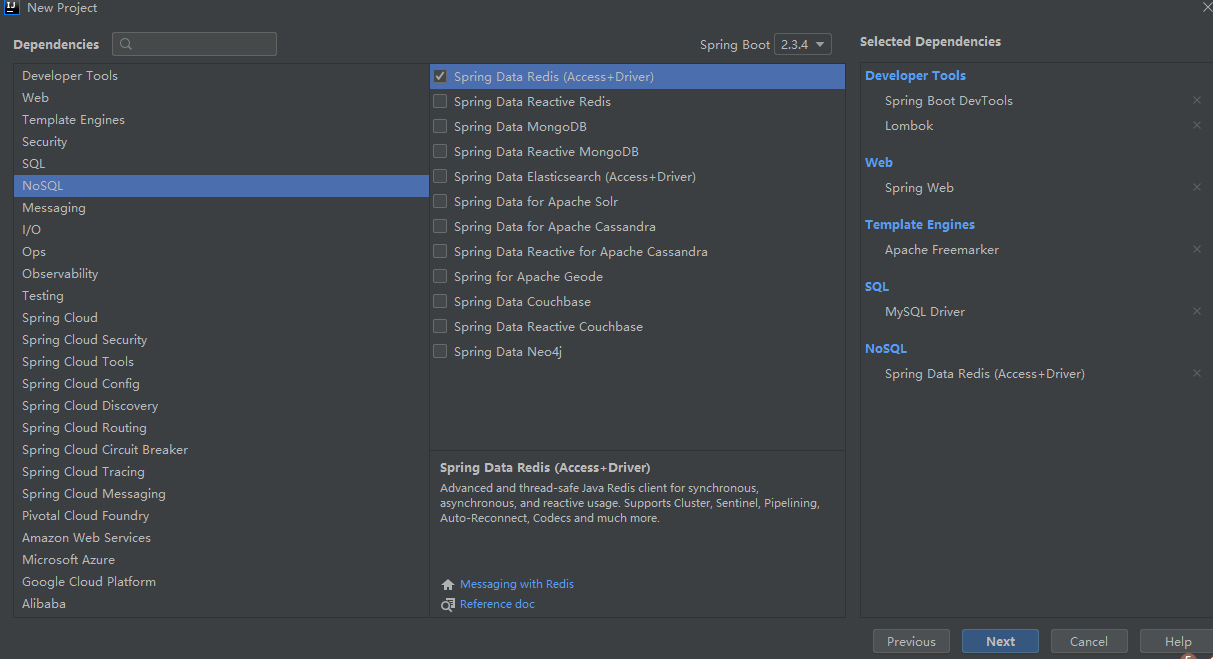 IJ New Project
Dependencies
Spring Boot 2.3.4
Selected Dependencies
Developer Tools
Web
Template Engines
Security
SQL
NoSQL
Messaging
I/O
Ops
Observability
Testing
Spring Cloud
Spring Cloud Security
Spring Cloud Tools
Spring Cloud Config
Spring Cloud Discovery
Spring Cloud Routing
Spring Cloud Circuit Breaker
Spring Cloud Tracing
Spring Cloud Messaging
Pivotal Cloud Foundry
Amazon Web Services
Microsoft Azure
Google Cloud Platform
Alibaba
Spring Data Redis (Access+Driver)
Spring Data Reactive Redis
Spring Data MongoDB
Spring Data Reactive MongoDB
Spring Data Elasticsearch (Access+Driver)
Spring Data for Apache Solr
Spring Data for Apache Cassandra
Spring Data Reactive for Apache Cassandra
Spring for Apache Geode
Spring Data Couchbase
Spring Data Reactive Couchbase
Spring Data Neo4j
Spring Data Redis (Access+Driver)
Advanced and thread-safe Java Redis client for synchronous,
asynchronous, and reactive usage. Supports Cluster, Sentinel, Pipelining,
Auto-Reconnect, Codecs and much more.
Messaging with Redis
Reference doc
Developer Tools
Spring Boot DevTools
Lombok
Web
Spring Web
Template Engines
Apache Freemarker
SQL
MySQL Driver
NoSQL
Spring Data Redis (Access+Driver)
Previous
Next
Cancel
Help